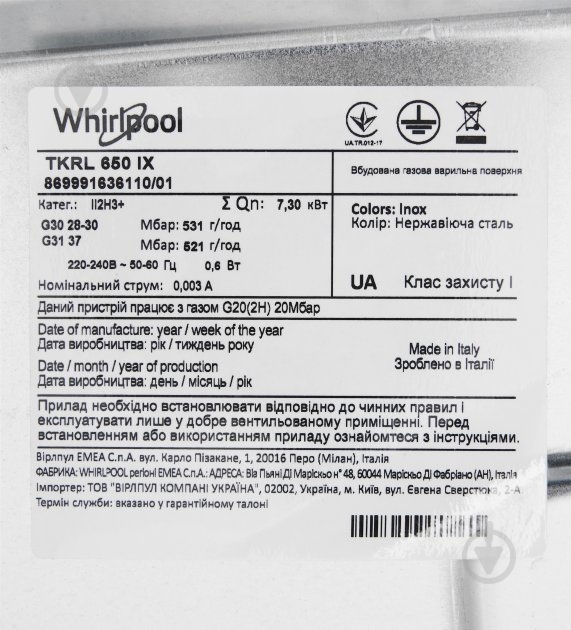 Whirlpool
UA.TR.012-17
TKRL 650 IX
869991636110/01
Вбудована газова варильна поверхня
Катег.: II2H3+ Σ Qn: 7,30 кВт
G30 28-30 Мбар: 531 г/год
G31 37 Мбар: 521 г/год
220-240В ~ 50-60 Гц 0,6 Вт
Номінальний струм: 0,003 А
Colors: Inox
Колір: Нержавіюча сталь
UA Клас захисту I
Даний пристрій працює з газом G20(2H) 20Мбар
Date of manufacture: year / week of the year
Дата виробництва: рік / тиждень року
Date / month / year of production
Дата виробництва: день / місяць / рік
Made in Italy
Зроблено в Італії
Прилад необхідно встановлювати відповідно до чинних правил і
експлуатувати лише у добре вентильованому приміщенні. Перед
встановленням або використанням приладу ознайомтеся з інструкціями.
Вірлпул ЕМЕА С.п.А. вул. Карло Пізакане, 1, 20016 Перо (Мілан), Італія
ФАБРИКА: WHIRLPOOL регіоні ЕМЕА С.п.А.: АДРЕСА: Віа П'яні ДІ Марісжьо н° 48, 60044 Марісжьо ДІ Фабріано (АН), Італія
Імпортер: ТОВ "ВІРЛПУЛ КОМПАНІ УКРАЇНА", 02002, Україна, м. Київ, вул. Євгена Сверстюка, 2-А
Термін служби: вказано у гарантійному талоні